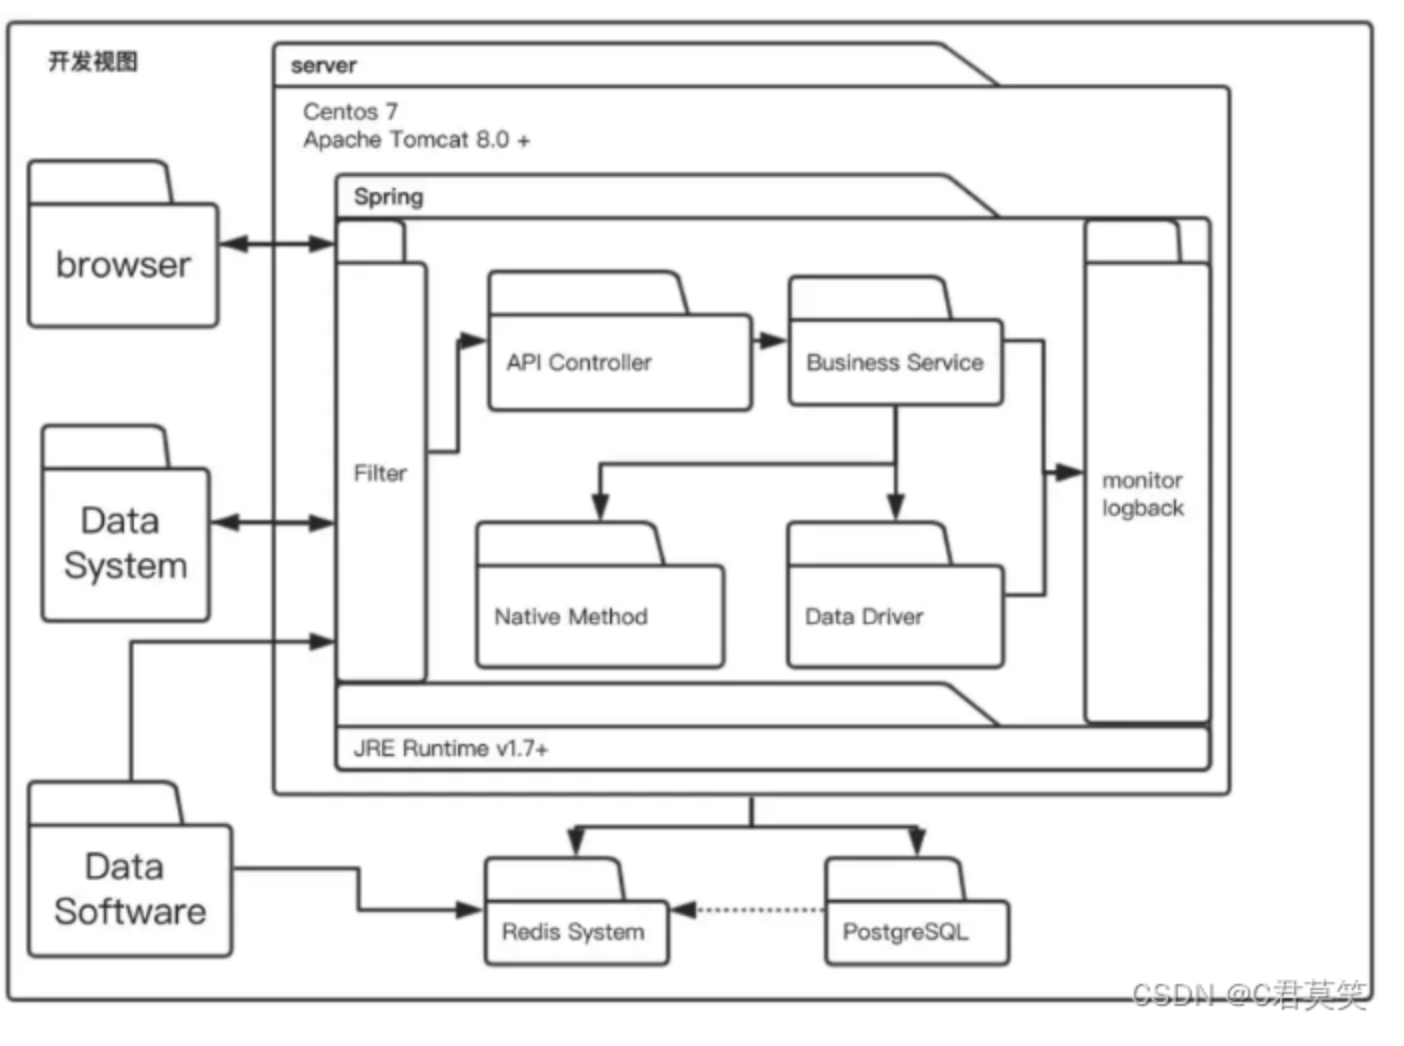 开发视图
server
Centos 7
Apache Tomcat 8.0 +
Spring
browser
API Controller
Business Service
Filter
monitor
logback
Data
System
Native Method
Data Driver
JRE Runtime v1.7+
Data
Software
Redis System
PostgreSQL
CSDN @C君莫笑